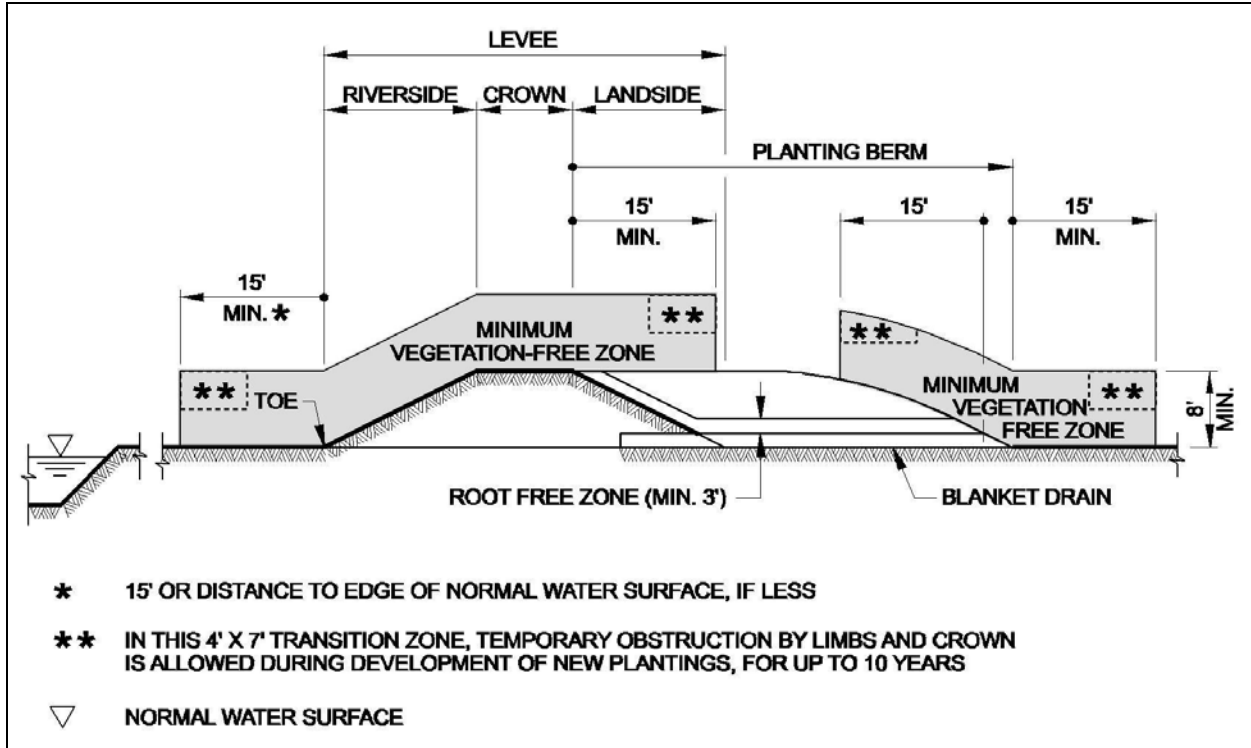 LEVEE
RIVERSIDE CROWN LANDSIDE
PLANTING BERM
15' MIN. 15' 15' MIN.
15' MIN. *
** MINIMUM VEGETATION-FREE ZONE
**
** TOE
MINIMUM VEGETATION FREE ZONE **
8' MIN.
ROOT FREE ZONE (MIN. 3') BLANKET DRAIN
* 15' OR DISTANCE TO EDGE OF NORMAL WATER SURFACE, IF LESS
** IN THIS 4' X 7' TRANSITION ZONE, TEMPORARY OBSTRUCTION BY LIMBS AND CROWN
IS ALLOWED DURING DEVELOPMENT OF NEW PLANTINGS, FOR UP TO 10 YEARS
NORMAL WATER SURFACE